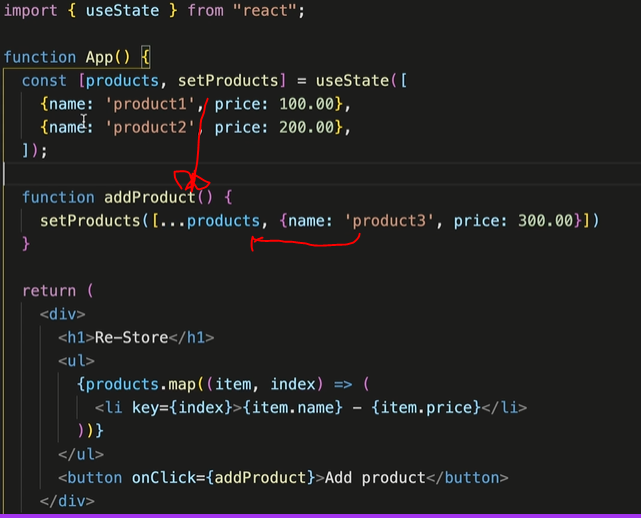 import { useState } from "react";
function App() {
const [products, setProducts] = useState([
{name: 'product1', price: 100.00},
{name: 'product2', price: 200.00},
]);
function addProduct() {
setProducts([...products, {name: 'product3', price: 300.00}])
}
return (
<div>
<h1>Re-Store</h1>
<ul>
{products.map((item, index) => (
<li key={index}>{item.name} - {item.price}</li>
))}
</ul>
<button onClick={addProduct}>Add product</button>
</div>